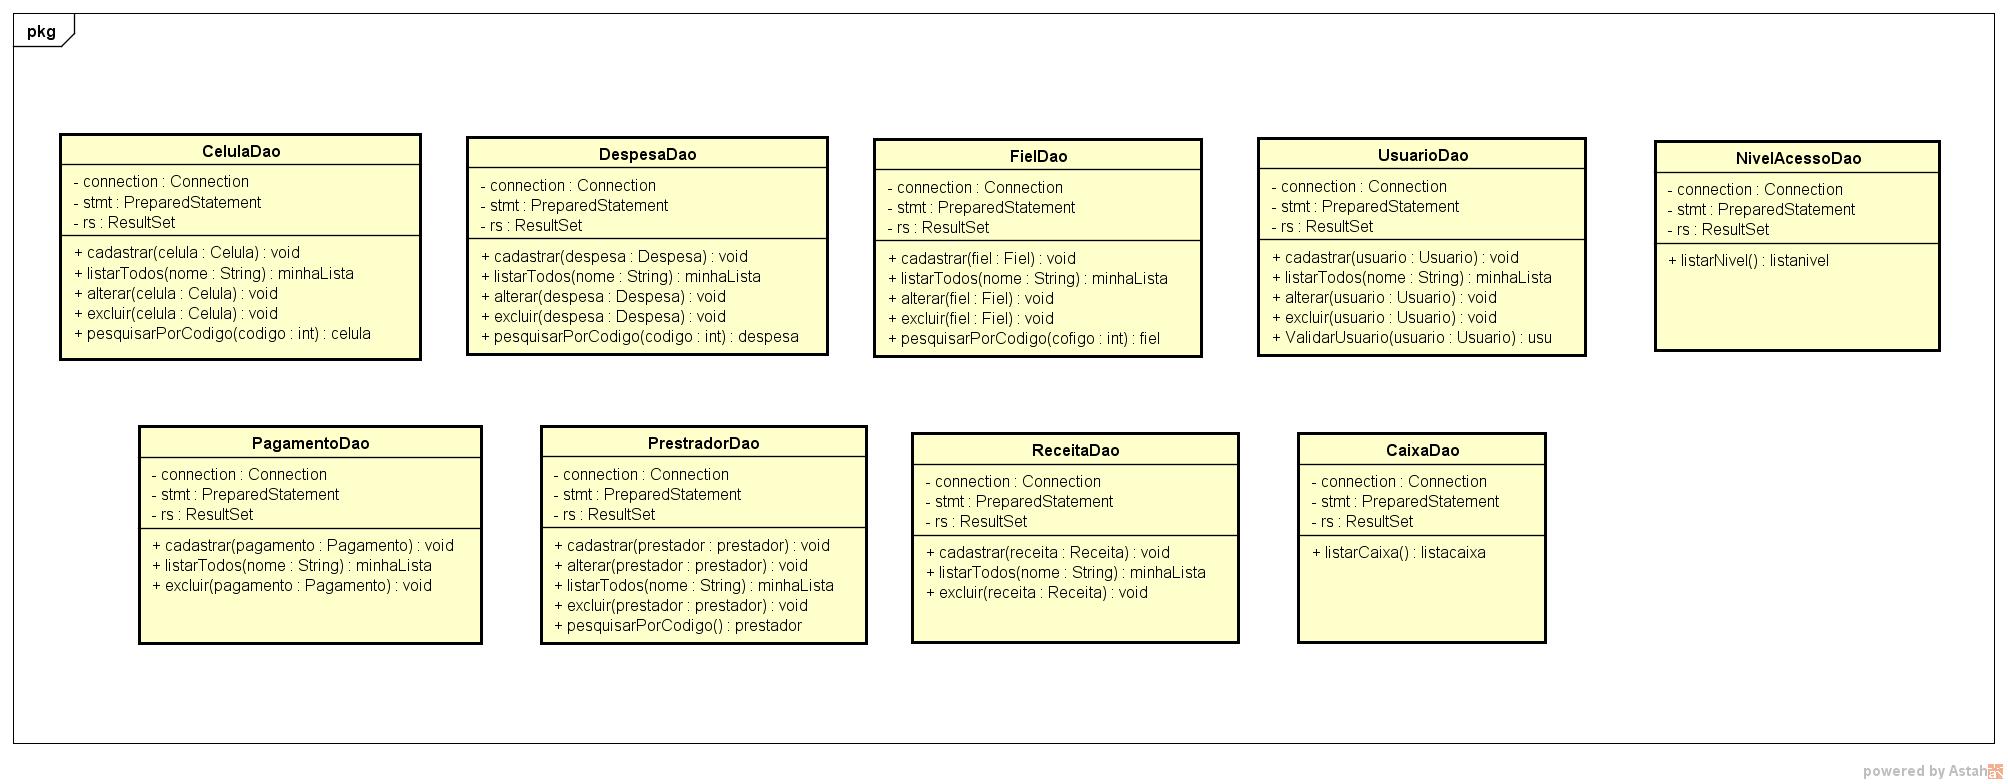 pkg
CelulaDao
- connection : Connection
- stmt : PreparedStatement
- rs : ResultSet
+ cadastrar(celula : Celula) : void
+ listarTodos(nome : String) : minhaLista
+ alterar(celula : Celula) : void
+ excluir(celula : Celula) : void
+ pesquisarPorCodigo(codigo : int) : celula
DespesaDao
- connection : Connection
- stmt : PreparedStatement
- rs : ResultSet
+ cadastrar(despesa : Despesa) : void
+ listarTodos(nome : String) : minhaLista
+ alterar(despesa : Despesa) : void
+ excluir(despesa : Despesa) : void
+ pesquisarPorCodigo(codigo : int) : despesa
FielDao
- connection : Connection
- stmt : PreparedStatement
- rs : ResultSet
+ cadastrar(fiel : Fiel) : void
+ listarTodos(nome : String) : minhaLista
+ alterar(fiel : Fiel) : void
+ excluir(fiel : Fiel) : void
+ pesquisarPorCodigo(cofigo : int) : fiel
UsuarioDao
- connection : Connection
- stmt : PreparedStatement
- rs : ResultSet
+ cadastrar(usuario : Usuario) : void
+ listarTodos(nome : String) : minhaLista
+ alterar(usuario : Usuario) : void
+ excluir(usuario : Usuario) : void
+ ValidarUsuario(usuario : Usuario) : usu
NivelAcessoDao
- connection : Connection
- stmt : PreparedStatement
- rs : ResultSet
+ listarNivel() : listanivel
PagamentoDao
- connection : Connection
- stmt : PreparedStatement
- rs : ResultSet
+ cadastrar(pagamento : Pagamento) : void
+ listarTodos(nome : String) : minhaLista
+ excluir(pagamento : Pagamento) : void
PrestradorDao
- connection : Connection
- stmt : PreparedStatement
- rs : ResultSet
+ cadastrar(prestador : prestador) : void
+ alterar(prestador : prestador) : void
+ listarTodos(nome : String) : minhaLista
+ excluir(prestador : prestador) : void
+ pesquisarPorCodigo() : prestador
ReceitaDao
- connection : Connection
- stmt : PreparedStatement
- rs : ResultSet
+ cadastrar(receita : Receita) : void
+ listarTodos(nome : String) : minhaLista
+ excluir(receita : Receita) : void
CaixaDao
- connection : Connection
- stmt : PreparedStatement
- rs : ResultSet
+ listarCaixa() : listacaixa
powered by Astah